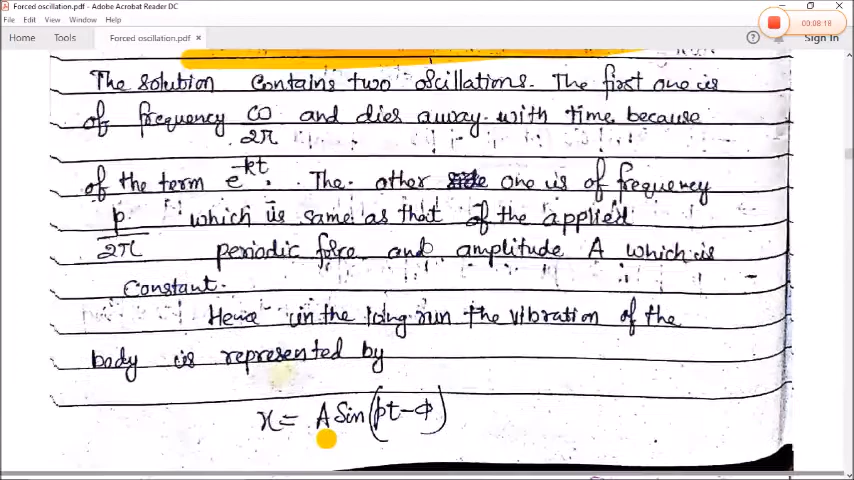 Forced oscillation.pdf - Adobe Acrobat Reader DC
File Edit View Window Help
00:08:18
Home Tools Forced oscillation.pdf × Sign In
The solution contains two oscillations. The first one is
of frequency ω/2π and dies away with time because
of the term e^-kt. The other one is of frequency
p/2π which is same as that of the applied
periodic force and amplitude A which is
Constant.
Hence in the long run the vibration of the
body is represented by
x = A Sin(pt-φ)